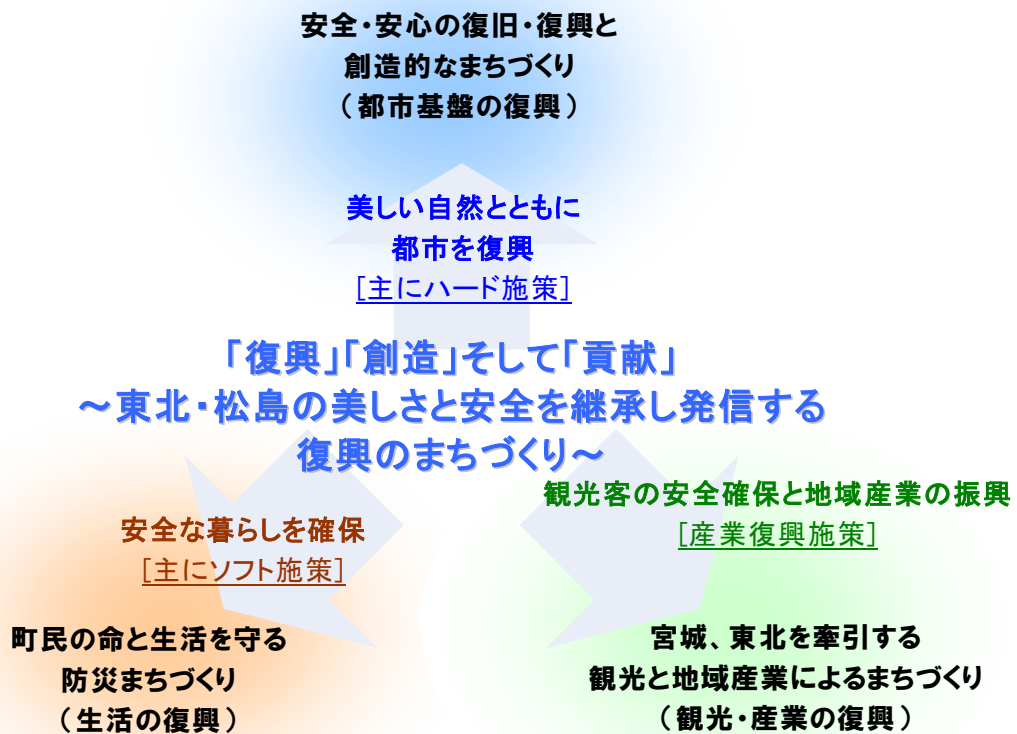 安全・安心の復旧・復興と
創造的なまちづくり
（都市基盤の復興）
美しい自然とともに
都市を復興
[主にハード施策]
「復興」「創造」そして「貢献」
～東北・松島の美しさと安全を継承し発信する
復興のまちづくり～
観光客の安全確保と地域産業の振興
[産業復興施策]
安全な暮らしを確保
[主にソフト施策]
町民の命と生活を守る
防災まちづくり
（生活の復興）
宮城、東北を牽引する
観光と地域産業によるまちづくり
（観光・産業の復興）